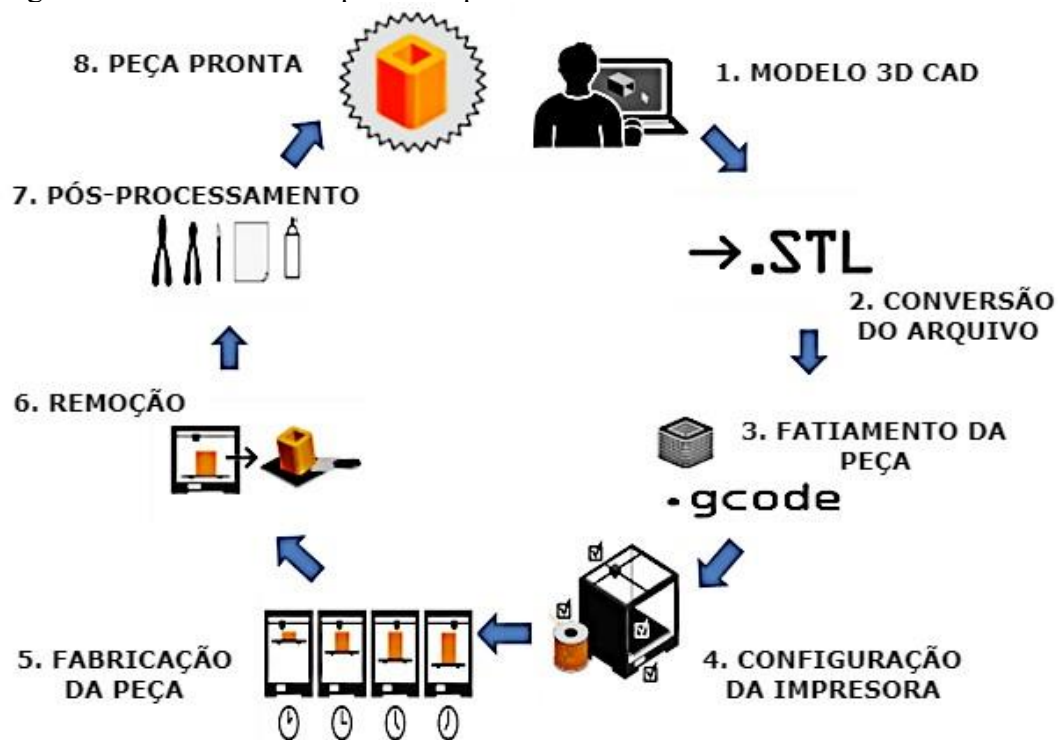 8. PEÇA PRONTA
1. MODELO 3D CAD
→.STL
2. CONVERSÃO
DO ARQUIVO
3. FATIAMENTO DA
PEÇA
.gcode
4. CONFIGURAÇÃO
DA IMPRESORA
5. FABRICAÇÃO
DA PEÇA
6. REMOÇÃO
7. PÓS-PROCESSAMENTO